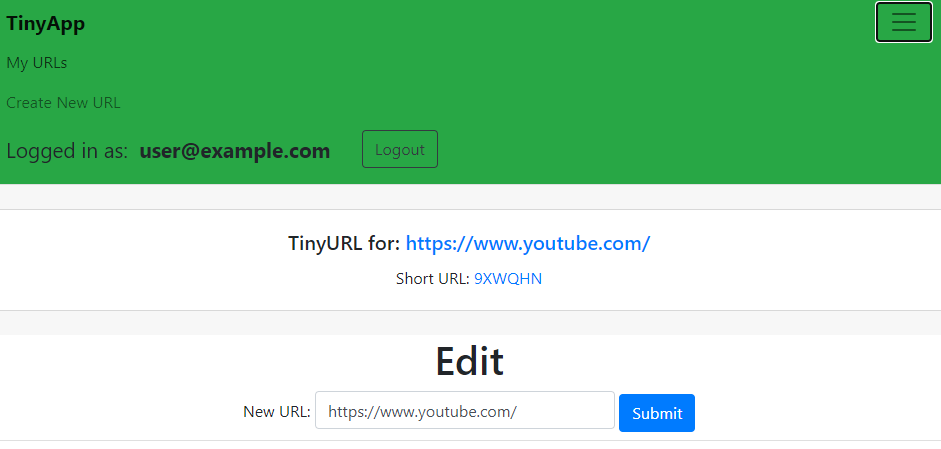 TinyApp
My URLs
Create New URL
Logged in as: user@example.com Logout
TinyURL for: https://www.youtube.com/
Short URL: 9XWQHN
Edit
New URL: https://www.youtube.com/ Submit